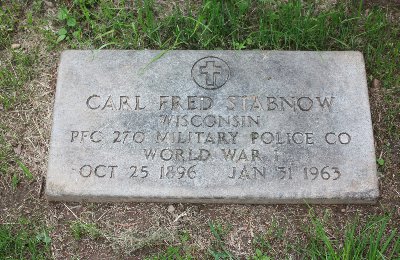 CARL FRED STABNOW
WISCONSIN
PFC 270 MILITARY POLICE CO
WORLD WAR I
OCT 25 1896 JAN 31 1963